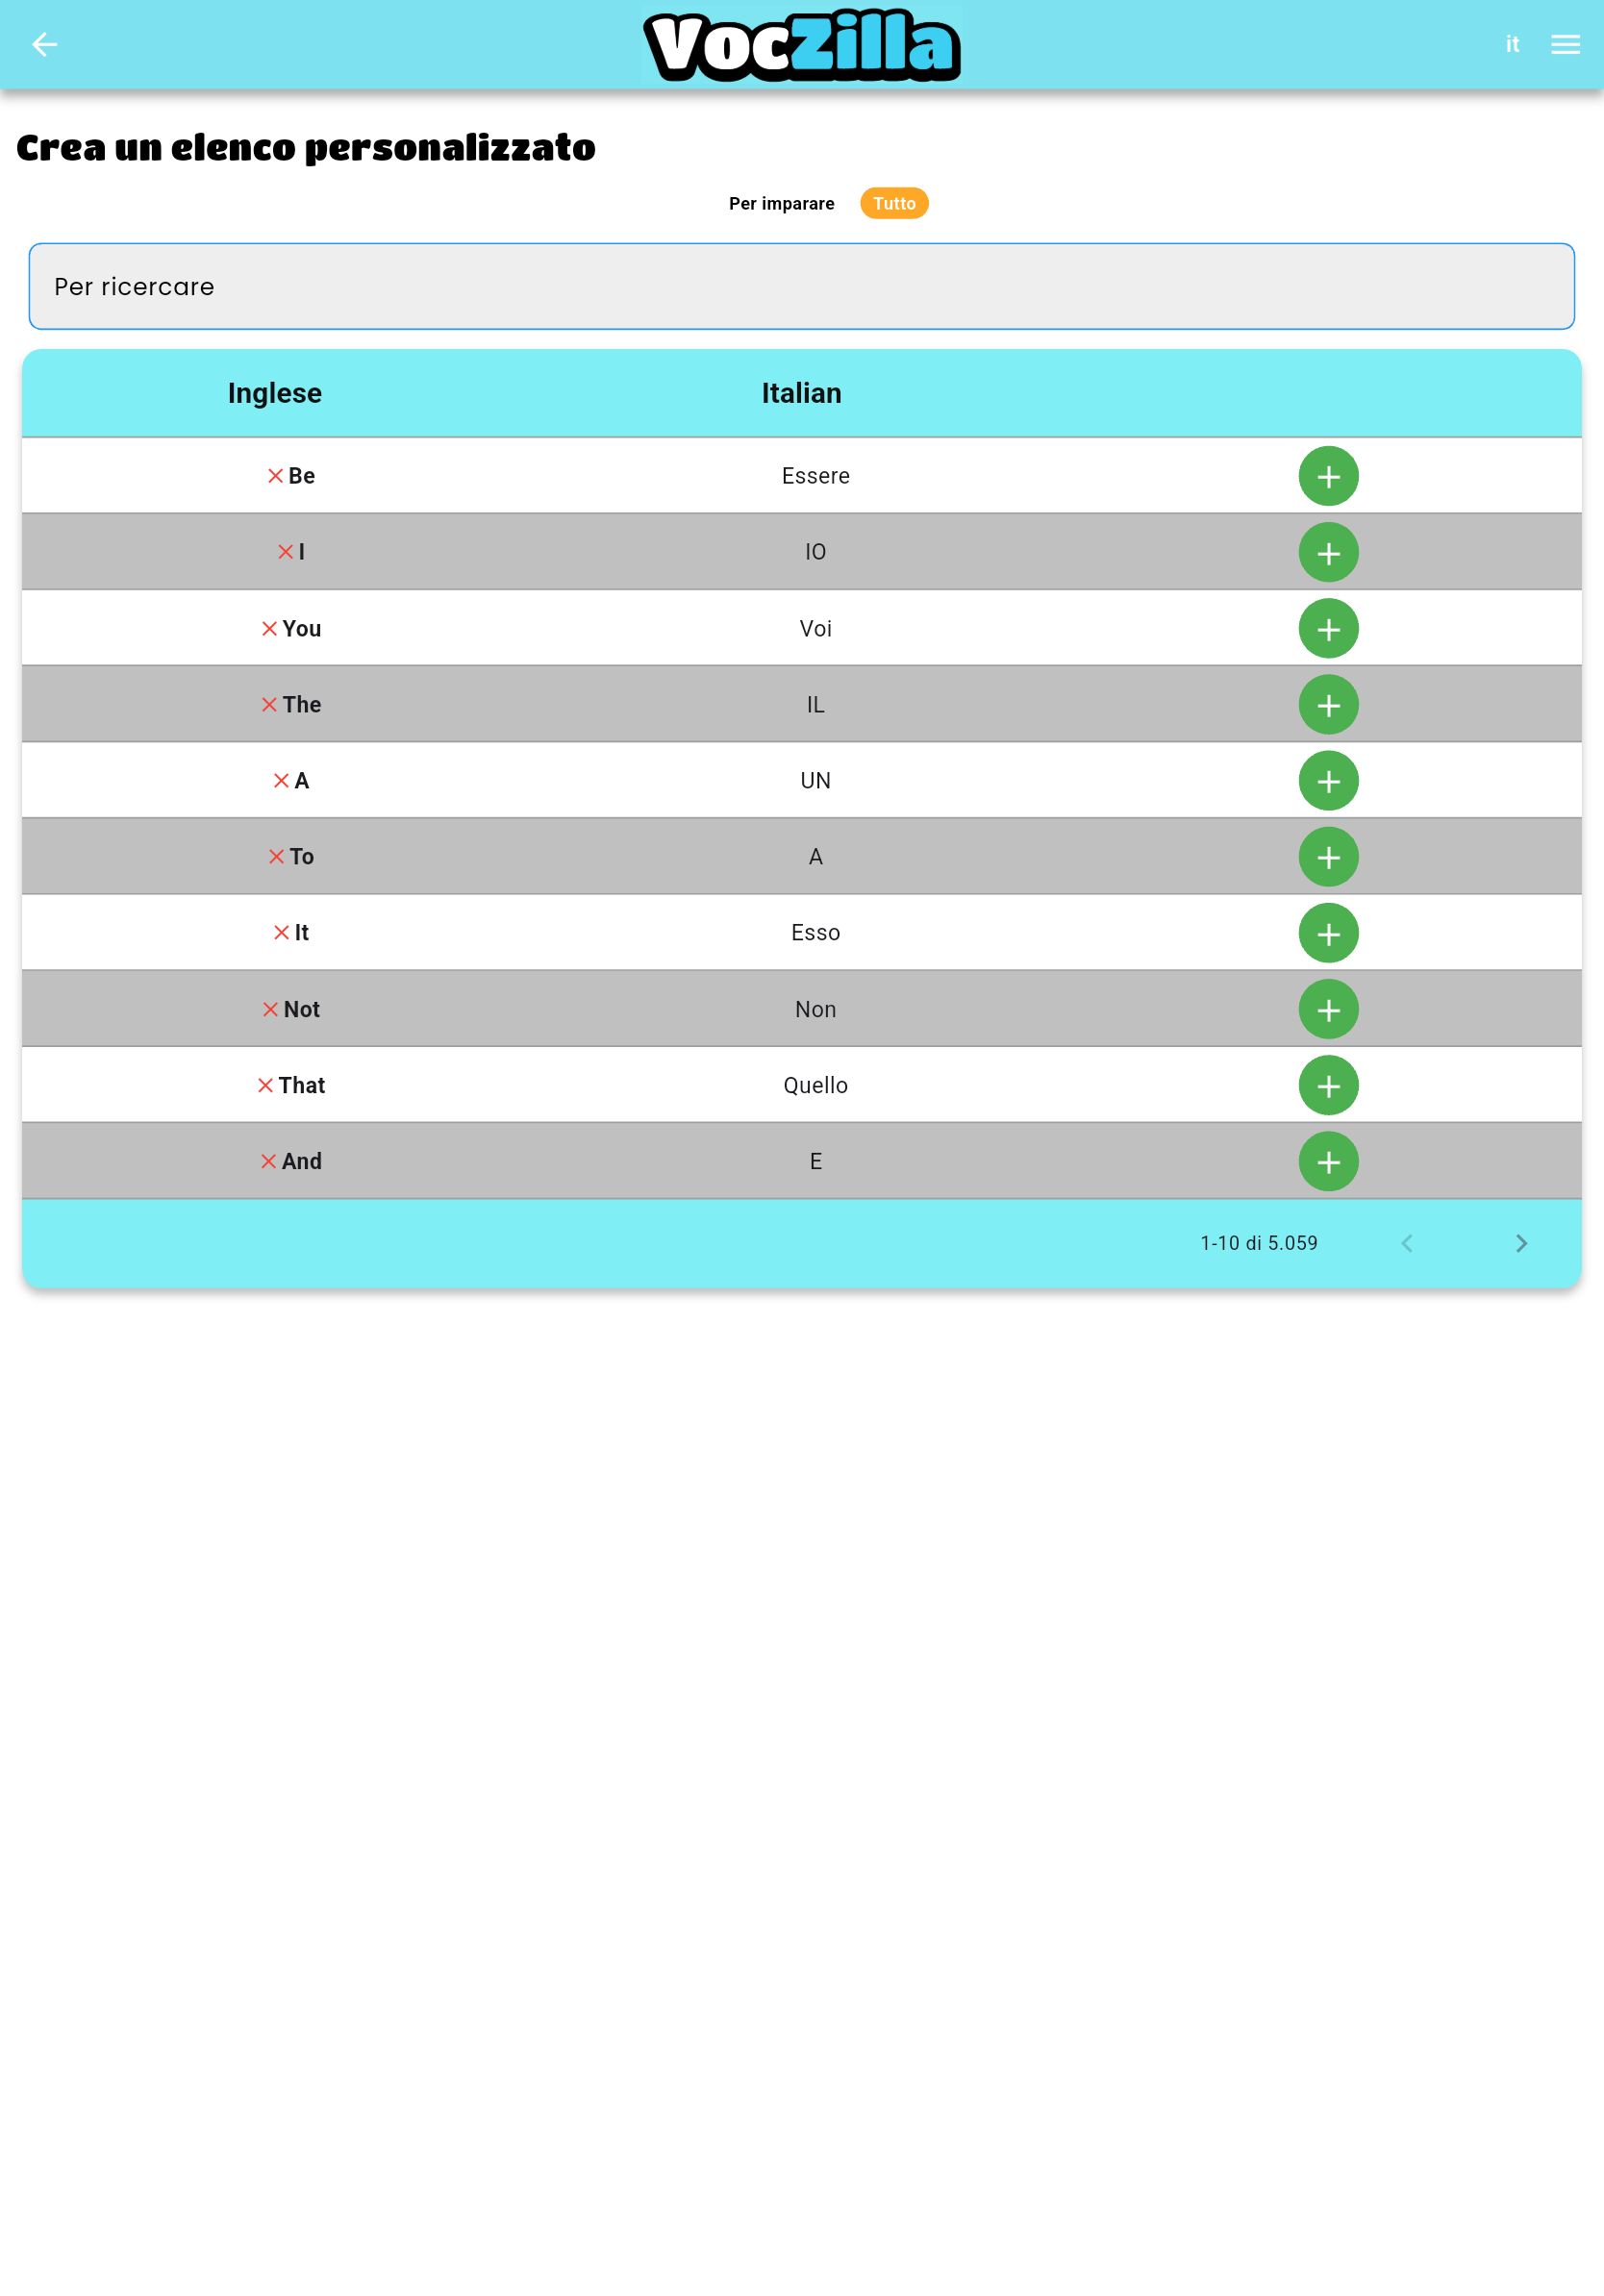 VocZilla
it
Crea un elenco personalizzato
Per imparare Tutto
Per ricercare
Inglese Italian
Be Essere
I IO
You Voi
The IL
A UN
To A
It Esso
Not Non
That Quello
And E
1-10 di 5.059